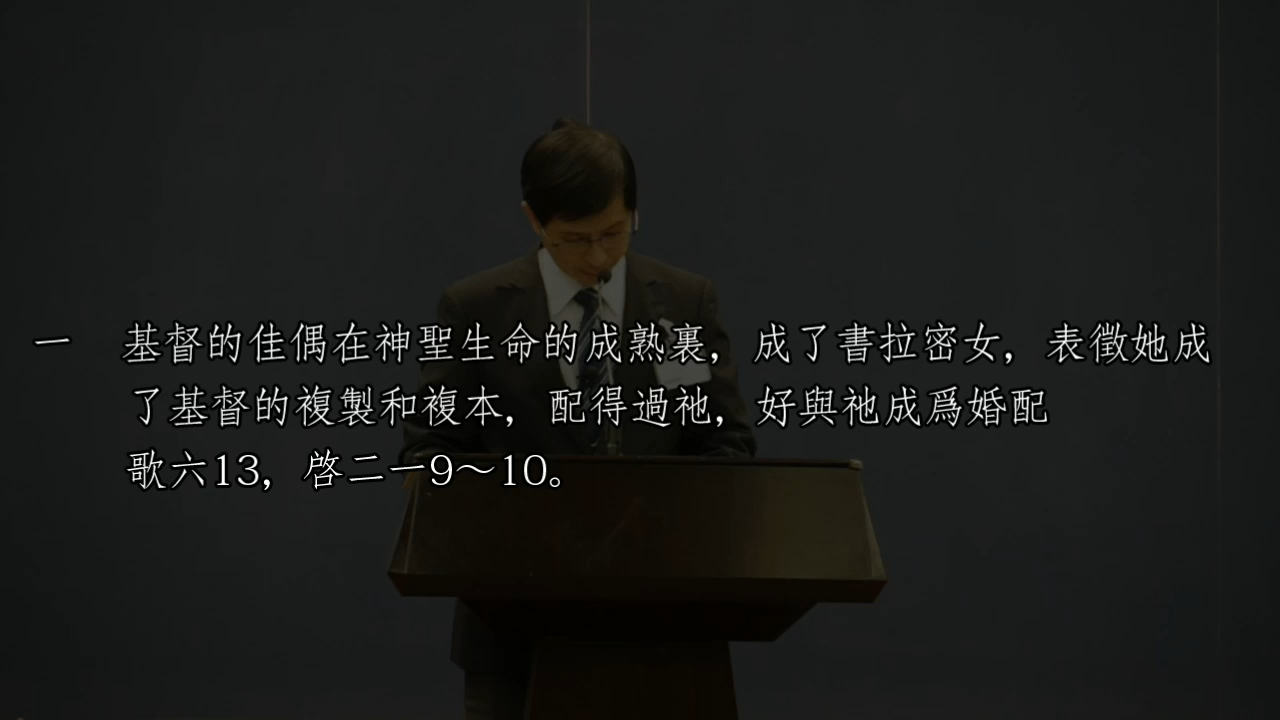 一　基督的佳偶在神聖生命的成熟裏，成了書拉密女，表徵她成
了基督的複製和複本，配得過祂，好與祂成爲婚配
歌六13，啓二一9～10。